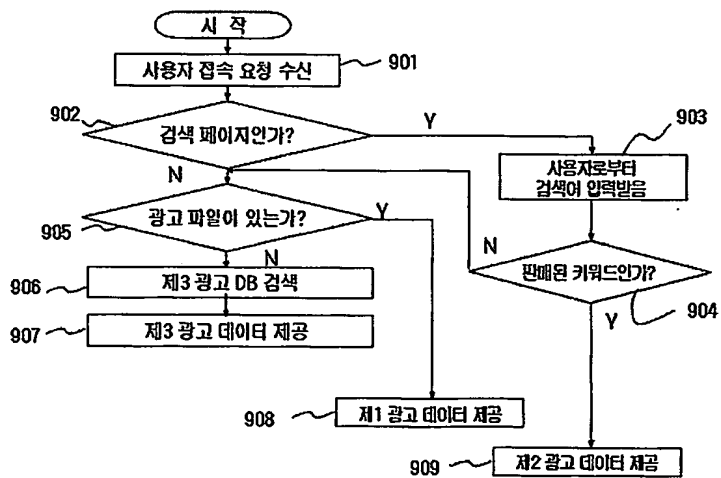 시 작
사용자 접속 요청 수신
901
902
검색 페이지인가?
Y
903
사용자로부터
검색어 입력받음
N
905
광고 파일이 있는가?
Y
N
판매된 키워드인가?
904
N
906
제3 광고 DB 검색
Y
907
제3 광고 데이터 제공
908
제1 광고 데이터 제공
909
제2 광고 데이터 제공